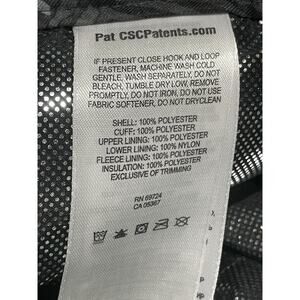 Pat CSCPatents.com
IF PRESENT CLOSE HOOK AND LOOP
FASTENER, MACHINE WASH COLD
GENTLE, WASH SEPARATELY, DO NOT
BLEACH, TUMBLE DRY LOW, REMOVE
PROMPTLY, DO NOT IRON, DO NOT USE
FABRIC SOFTENER, DO NOT DRYCLEAN
SHELL: 100% POLYESTER
CUFF: 100% POLYESTER
UPPER LINING: 100% POLYESTER
LOWER LINING: 100% NYLON
FLEECE LINING: 100% POLYESTER
INSULATION: 100% POLYESTER
EXCLUSIVE OF TRIMMING
RN 69724
CA 05367